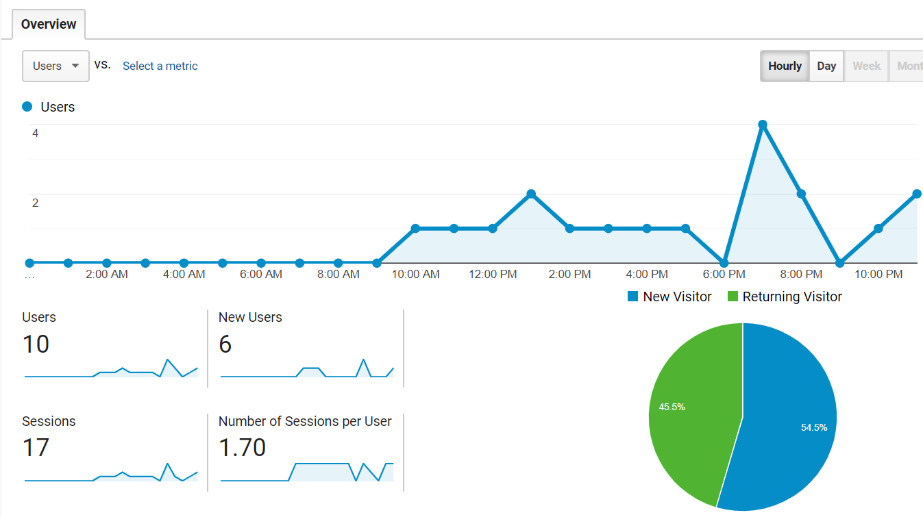 Overview
Users vs. Select a metric
Hourly Day Week Mont
Users
4
2
... 2:00 AM 4:00 AM 6:00 AM 8:00 AM 10:00 AM 12:00 PM 2:00 PM 4:00 PM 6:00 PM 8:00 PM 10:00 PM
New Visitor Returning Visitor
Users
10
New Users
6
Sessions
17
Number of Sessions per User
1.70
45.5%
54.5%